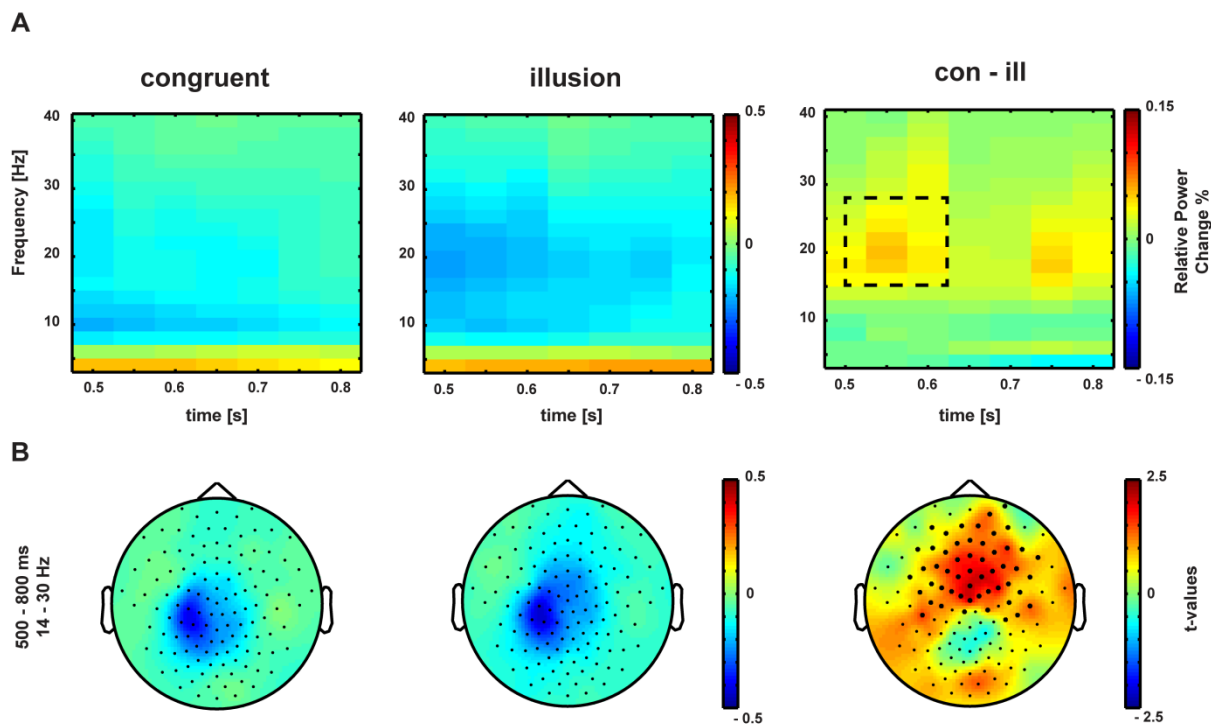 A
congruent
illusion
con - ill
Frequency [Hz]
40
30
20
10
0.5
0.6
0.7
0.8
time [s]
40
30
20
10
0.5
0.6
0.7
0.8
time [s]
0.5
0
- 0.5
40
30
20
10
0.5
0.6
0.7
0.8
time [s]
0.15
0
- 0.15
Relative Power
Change %
B
500 - 800 ms
14 - 30 Hz
0.5
0
- 0.5
2.5
0
- 2.5
t-values